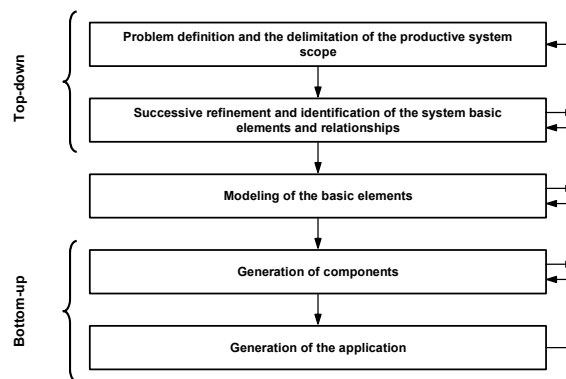 Top-down
Problem definition and the delimitation of the productive system
scope
Successive refinement and identification of the system basic
elements and relationships
Modeling of the basic elements
Bottom-up
Generation of components
Generation of the application